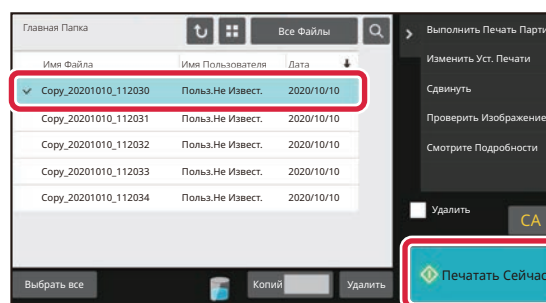 Главная Папка
Все Файлы
Имя Файла Имя Пользователя Дата
Copy_20201010_112030 Польз.Не Извест. 2020/10/10
Copy_20201010_112031 Польз.Не Извест. 2020/10/10
Copy_20201010_112032 Польз.Не Извест. 2020/10/10
Copy_20201010_112033 Польз.Не Извест. 2020/10/10
Copy_20201010_112034 Польз.Не Извест. 2020/10/10
Выбрать все
Копий
Удалить
Выполнить Печать Парти
Изменить Уст. Печати
Сдвинуть
Проверить Изображение
Смотрите Подробности
Удалить
CA
Печатать Сейчас